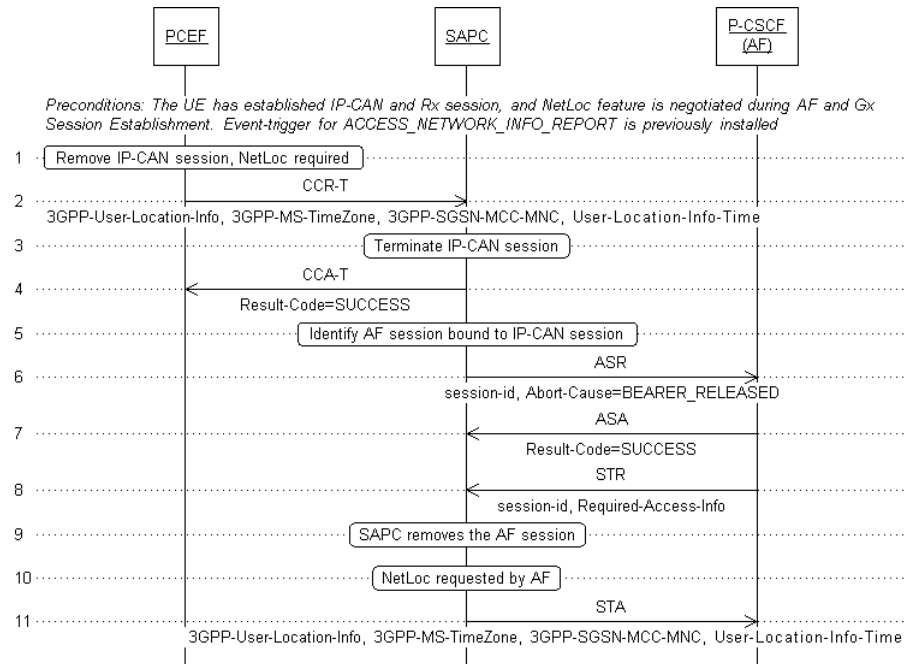 PCEF
SAPC
P-CSCF
(AF)
Preconditions: The UE has established IP-CAN and Rx session, and NetLoc feature is negotiated during AF and Gx
Session Establishment. Event-trigger for ACCESS_NETWORK_INFO_REPORT is previously installed
1
Remove IP-CAN session, NetLoc required
CCR-T
2
3GPP-User-Location-Info, 3GPP-MS-TimeZone, 3GPP-SGSN-MCC-MNC, User-Location-Info-Time
3
Terminate IP-CAN session
CCA-T
4
Result-Code=SUCCESS
5
Identify AF session bound to IP-CAN session
ASR
6
session-id, Abort-Cause=BEARER_RELEASED
ASA
7
Result-Code=SUCCESS
STR
8
session-id, Required-Access-Info
9
SAPC removes the AF session
10
NetLoc requested by AF
STA
11
3GPP-User-Location-Info, 3GPP-MS-TimeZone, 3GPP-SGSN-MCC-MNC, User-Location-Info-Time